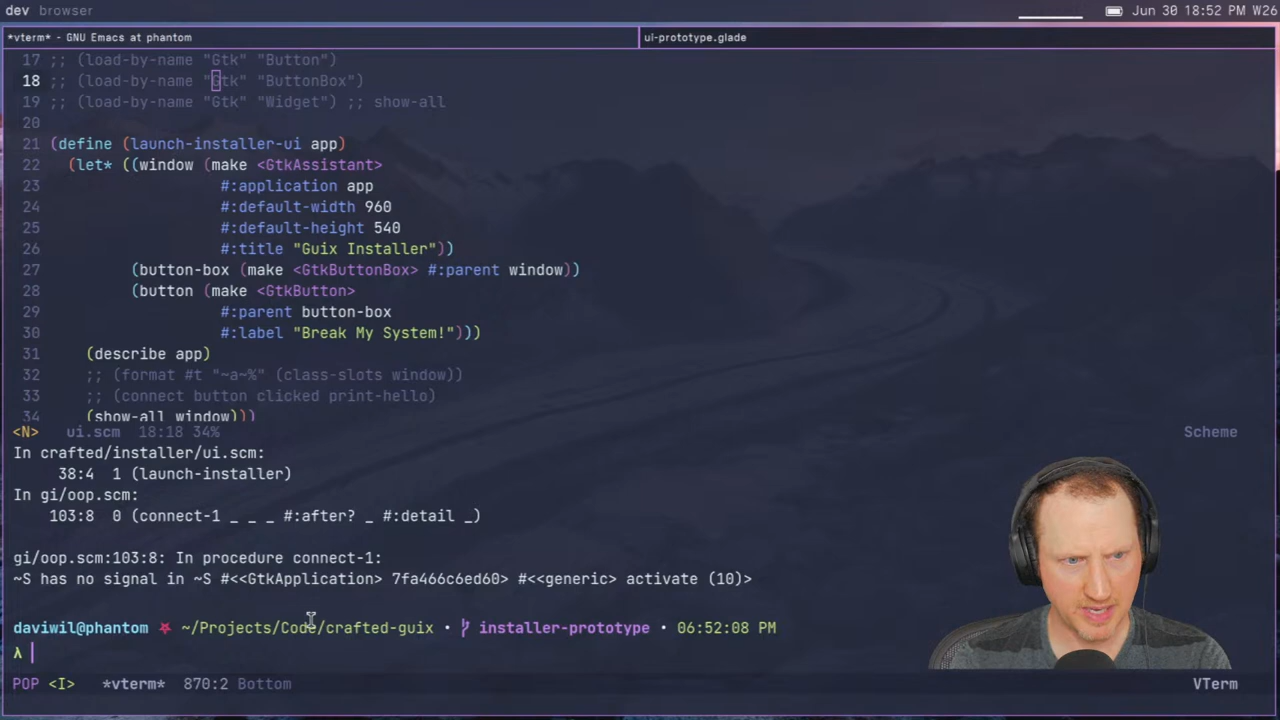 dev browser
Jun 30 18:52 PM W26
*vterm* - GNU Emacs at phantom
ui-prototype.glade
17 ;; (load-by-name "Gtk" "Button")
18 ;; (load-by-name "Gtk" "ButtonBox")
19 ;; (load-by-name "Gtk" "Widget") ;; show-all
20
21 (define (launch-installer-ui app)
22 (let* ((window (make <GtkAssistant>
23 #:application app
24 #:default-width 960
25 #:default-height 540
26 #:title "Guix Installer"))
27 (button-box (make <GtkButtonBox> #:parent window))
28 (button (make <GtkButton>
29 #:parent button-box
30 #:label "Break My System!")))
31 (describe app)
32 ;; (format #t "~a~%" (class-slots window))
33 ;; (connect button clicked print-hello)
34 (show-all window)))
<N> ui.scm 18:18 34% Scheme
In crafted/installer/ui.scm:
38:4 1 (launch-installer)
In gi/oop.scm:
103:8 0 (connect-1 _ _ _ #:after? _ #:detail _)
gi/oop.scm:103:8: In procedure connect-1:
~S has no signal in ~S #<<GtkApplication> 7fa466c6ed60> #<<generic> activate (10)>
daviwil@phantom ~/Projects/Code/crafted-guix • installer-prototype • 06:52:08 PM
λ
POP <I> *vterm* 870:2 Bottom VTerm